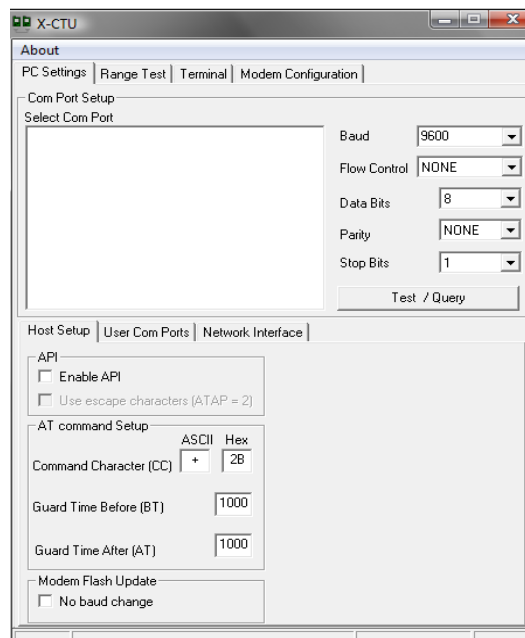 X-CTU
About
PC Settings Range Test Terminal Modem Configuration
Com Port Setup
Select Com Port
Baud 9600
Flow Control NONE
Data Bits 8
Parity NONE
Stop Bits 1
Test / Query
Host Setup User Com Ports Network Interface
API
Enable API
Use escape characters (ATAP = 2)
AT command Setup
ASCII Hex
Command Character (CC) + 2B
Guard Time Before (BT) 1000
Guard Time After (AT) 1000
Modem Flash Update
No baud change